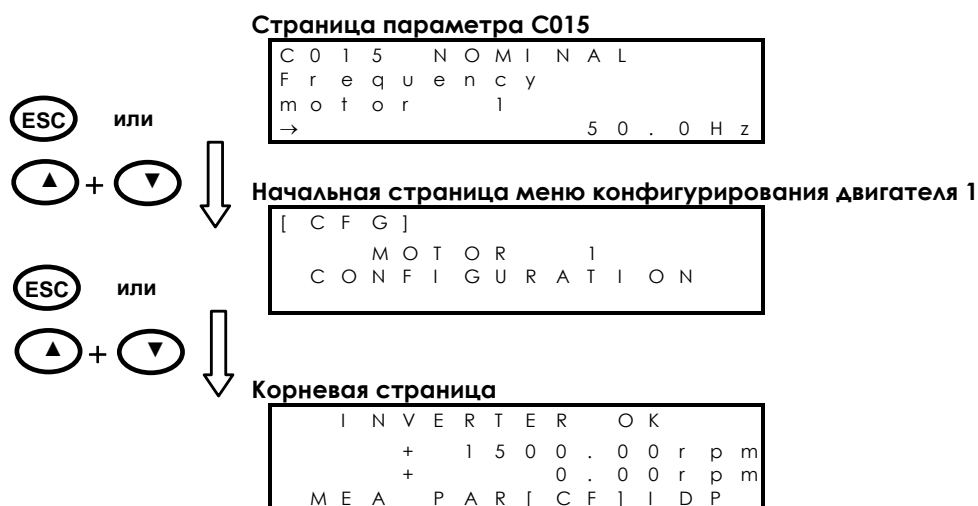 Страница параметра C015
C015 NOMINAL
Frequency
motor 1
→ 50.0Hz
ESC или
▲ + ▼
Начальная страница меню конфигурирования двигателя 1
[CFG]
MOTOR 1
CONFIGURATION
ESC или
▲ + ▼
Корневая страница
INVERTER OK
+ 1500.00rpm
+ 0.00rpm
MEA PAR[CF]IDP